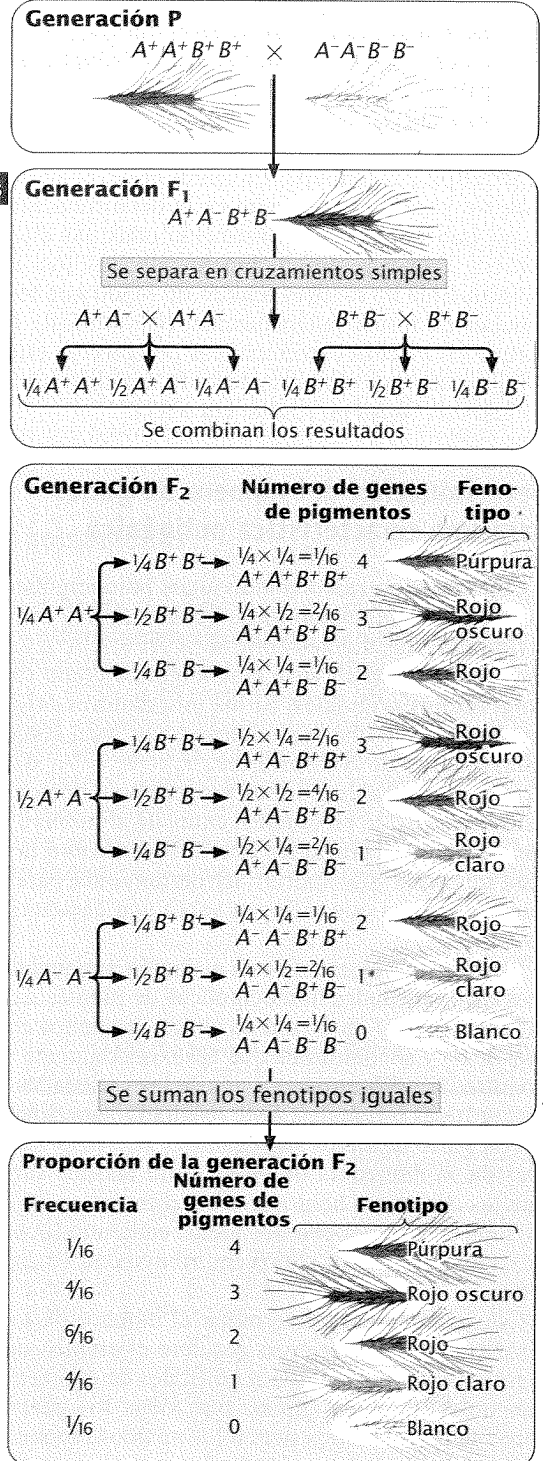 Generación P
A⁺ A⁺ B⁺ B⁺ × A⁻ A⁻ B⁻ B⁻
Generación F₁
A⁺ A⁻ B⁺ B⁻
Se separa en cruzamientos simples
A⁺ A⁻ × A⁺ A⁻ B⁺ B⁻ × B⁺ B⁻
¼ A⁺ A⁺ ½ A⁺ A⁻ ¼ A⁻ A⁻ ¼ B⁺ B⁺ ½ B⁺ B⁻ ¼ B⁻ B⁻
Se combinan los resultados
Generación F₂ Número de genes Feno-
de pigmentos tipo
¼ B⁺ B⁺ ¼ × ¼ = 1/16 4 Púrpura
A⁺ A⁺ B⁺ B⁺
¼ A⁺ A⁺ ½ B⁺ B⁻ ¼ × ½ = 2/16 3 Rojo
A⁺ A⁺ B⁺ B⁻ oscuro
¼ B⁻ B⁻ ¼ × ¼ = 1/16 2 Rojo
A⁺ A⁺ B⁻ B⁻
¼ B⁺ B⁺ ½ × ¼ = 2/16 3 Rojo
A⁺ A⁻ B⁺ B⁺ oscuro
½ A⁺ A⁻ ½ B⁺ B⁻ ½ × ½ = 4/16 2 Rojo
A⁺ A⁻ B⁺ B⁻
¼ B⁻ B⁻ ½ × ¼ = 2/16 1 Rojo
A⁺ A⁻ B⁻ B⁻ claro
¼ B⁺ B⁺ ¼ × ¼ = 1/16 2 Rojo
A⁻ A⁻ B⁺ B⁺
¼ A⁻ A⁻ ½ B⁺ B⁻ ¼ × ½ = 2/16 1 Rojo
A⁻ A⁻ B⁺ B⁻ claro
¼ B⁻ B⁻ ¼ × ¼ = 1/16 0 Blanco
A⁻ A⁻ B⁻ B⁻
Se suman los fenotipos iguales
Proporción de la generación F₂
Número de
Frecuencia genes de Fenotipo
pigmentos
1/16 4 Púrpura
4/16 3 Rojo oscuro
6/16 2 Rojo
4/16 1 Rojo claro
1/16 0 Blanco